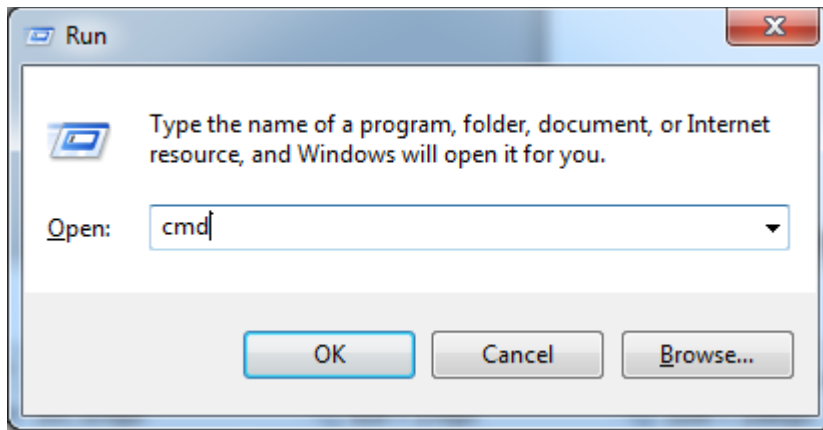 Run
Type the name of a program, folder, document, or Internet
resource, and Windows will open it for you.
Open: cmd
OK Cancel Browse...